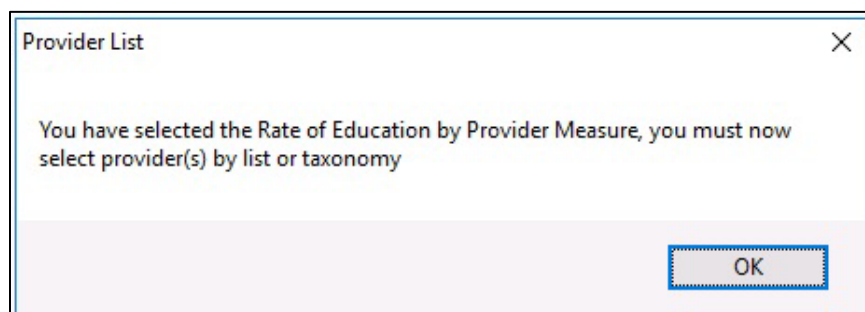 Provider List
You have selected the Rate of Education by Provider Measure, you must now
select provider(s) by list or taxonomy
OK